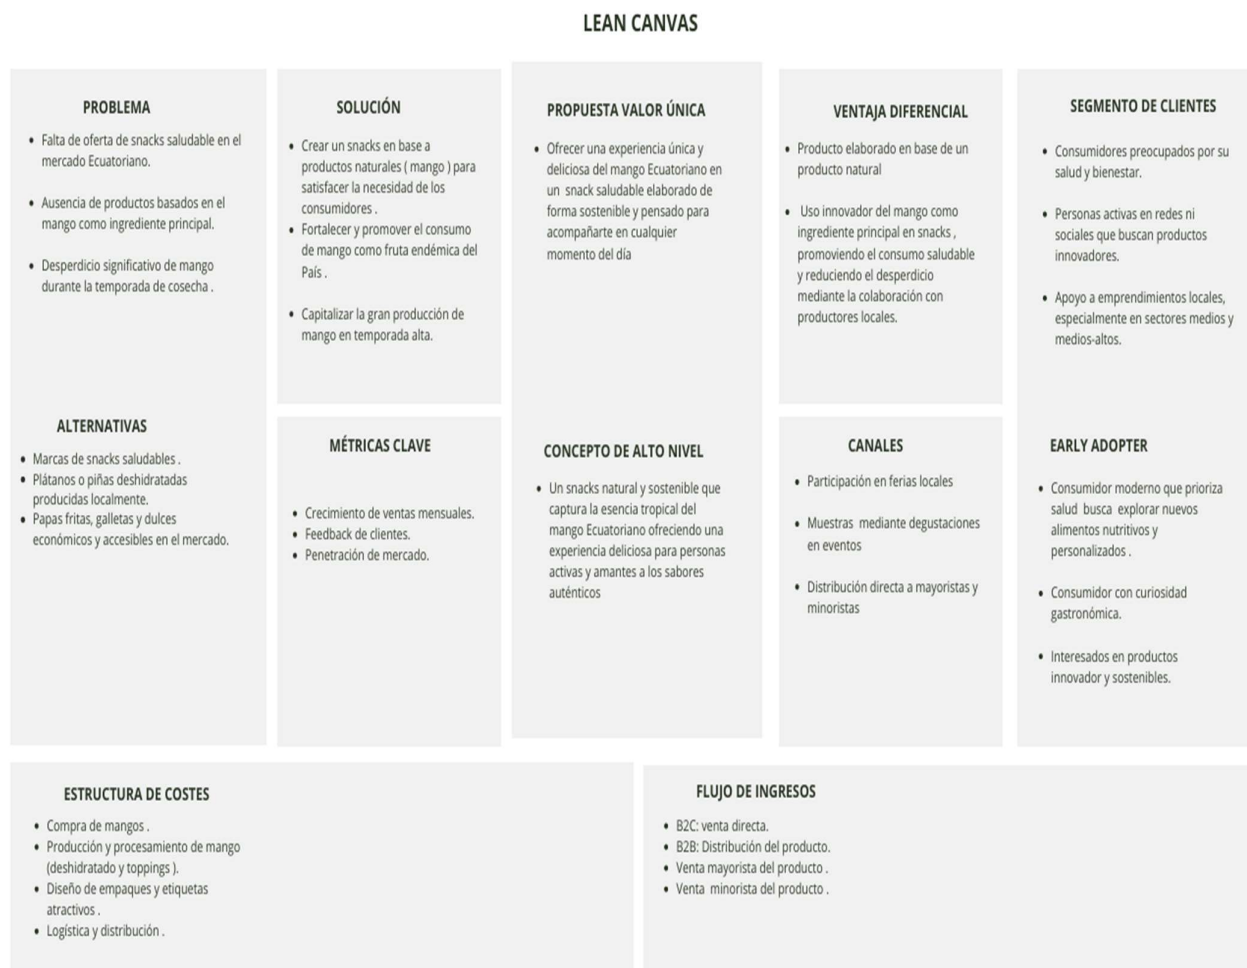 LEAN CANVAS
PROBLEMA
• Falta de oferta de snacks saludable en el
mercado Ecuatoriano.
• Ausencia de productos basados en el
mango como ingrediente principal.
• Desperdicio significativo de mango
durante la temporada de cosecha .
ALTERNATIVAS
• Marcas de snacks saludables .
• Plátanos o piñas deshidratadas
producidas localmente.
• Papas fritas, galletas y dulces
económicos y accesibles en el mercado.
SOLUCIÓN
• Crear un snacks en base a
productos naturales ( mango ) para
satisfacer la necesidad de los
consumidores .
• Fortalecer y promover el consumo
de mango como fruta endémica del
País .
• Capitalizar la gran producción de
mango en temporada alta.
MÉTRICAS CLAVE
• Crecimiento de ventas mensuales.
• Feedback de clientes.
• Penetración de mercado.
PROPUESTA VALOR ÚNICA
• Ofrecer una experiencia única y
deliciosa del mango Ecuatoriano en
un snack saludable elaborado de
forma sostenible y pensado para
acompañarte en cualquier
momento del día
CONCEPTO DE ALTO NIVEL
• Un snacks natural y sostenible que
captura la esencia tropical del
mango Ecuatoriano ofreciendo una
experiencia deliciosa para personas
activas y amantes a los sabores
auténticos
VENTAJA DIFERENCIAL
• Producto elaborado en base de un
producto natural
• Uso innovador del mango como
ingrediente principal en snacks ,
promoviendo el consumo saludable
y reduciendo el desperdicio
mediante la colaboración con
productores locales.
CANALES
• Participación en ferias locales
• Muestras mediante degustaciones
en eventos
• Distribución directa a mayoristas y
minoristas
SEGMENTO DE CLIENTES
• Consumidores preocupados por su
salud y bienestar.
• Personas activas en redes ni
sociales que buscan productos
innovadores.
• Apoyo a emprendimientos locales,
especialmente en sectores medios y
medios-altos.
EARLY ADOPTER
• Consumidor moderno que prioriza
salud busca explorar nuevos
alimentos nutritivos y
personalizados .
• Consumidor con curiosidad
gastronómica.
• Interesados en productos
innovador y sostenibles.
ESTRUCTURA DE COSTES
• Compra de mangos .
• Producción y procesamiento de mango
(deshidratado y toppings ).
• Diseño de empaques y etiquetas
atractivos .
• Logística y distribución .
FLUJO DE INGRESOS
• B2C: venta directa.
• B2B: Distribución del producto.
• Venta mayorista del producto .
• Venta minorista del producto .